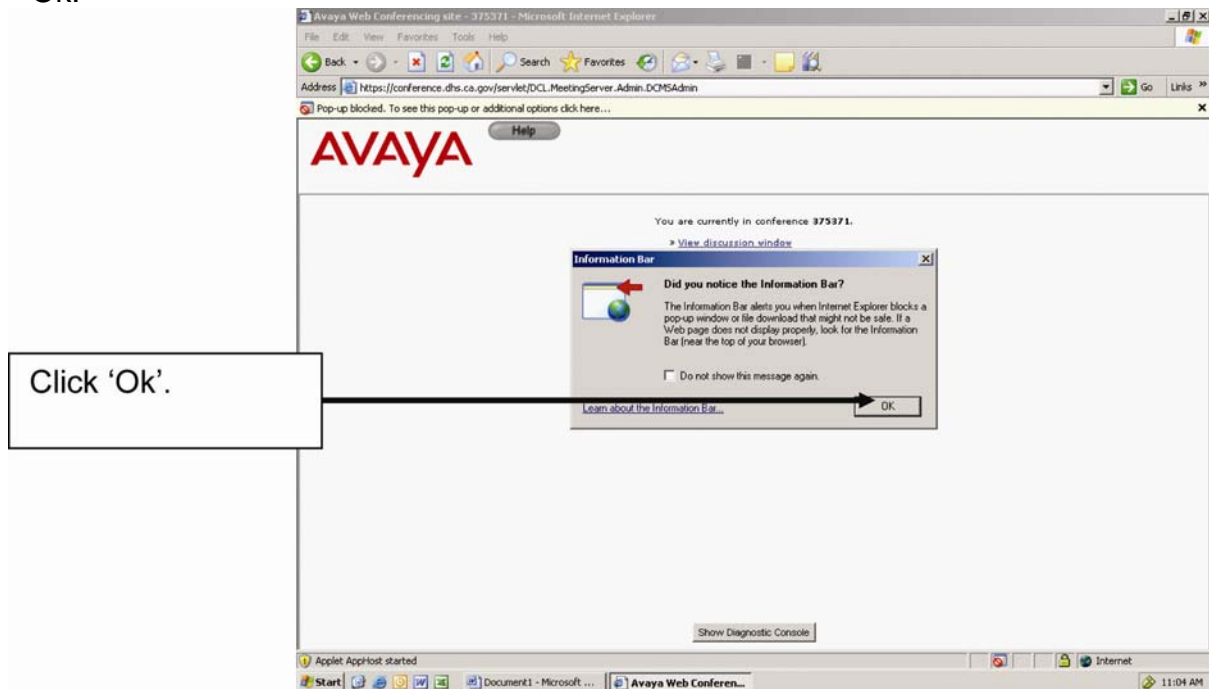 Ok.
Avaya Web Conferencing site - 375371 - Microsoft Internet Explorer
File Edit View Favorites Tools Help
Back Search Favorites
Address https://conference.dhs.ca.gov/servlet/DCL.MeetingServer.Admin.DCMSAdmin Go Links »
Pop-up blocked. To see this pop-up or additional options click here... x
AVAYA
Help
You are currently in conference 375371.
» View discussion window
Information Bar
Did you notice the Information Bar?
The Information Bar alerts you when Internet Explorer blocks a
pop-up window or file download that might not be safe. If a
Web page does not display properly, look for the Information
Bar (near the top of your browser).
Do not show this message again.
Learn about the Information Bar...
OK
Click ‘Ok’.
Show Diagnostic Console
Applet AppHost started Internet
Start Document1 - Microsoft ... Avaya Web Conferen... 11:04 AM